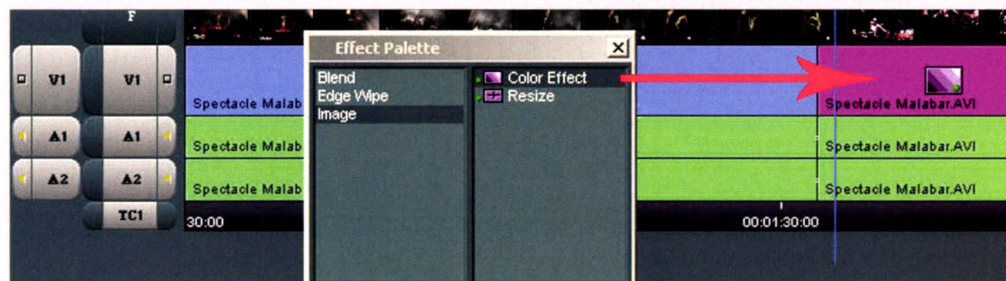 F
Effect Palette
Blend
Edge Wipe
Image
Color Effect
Resize
V1 V1
Spectacle Malab
Spectacle Malabar.AVI
A1 A1
Spectacle Malab
Spectacle Malabar.AVI
A2 A2
Spectacle Malab
Spectacle Malabar.AVI
TC1
30:00
00:01:30:00